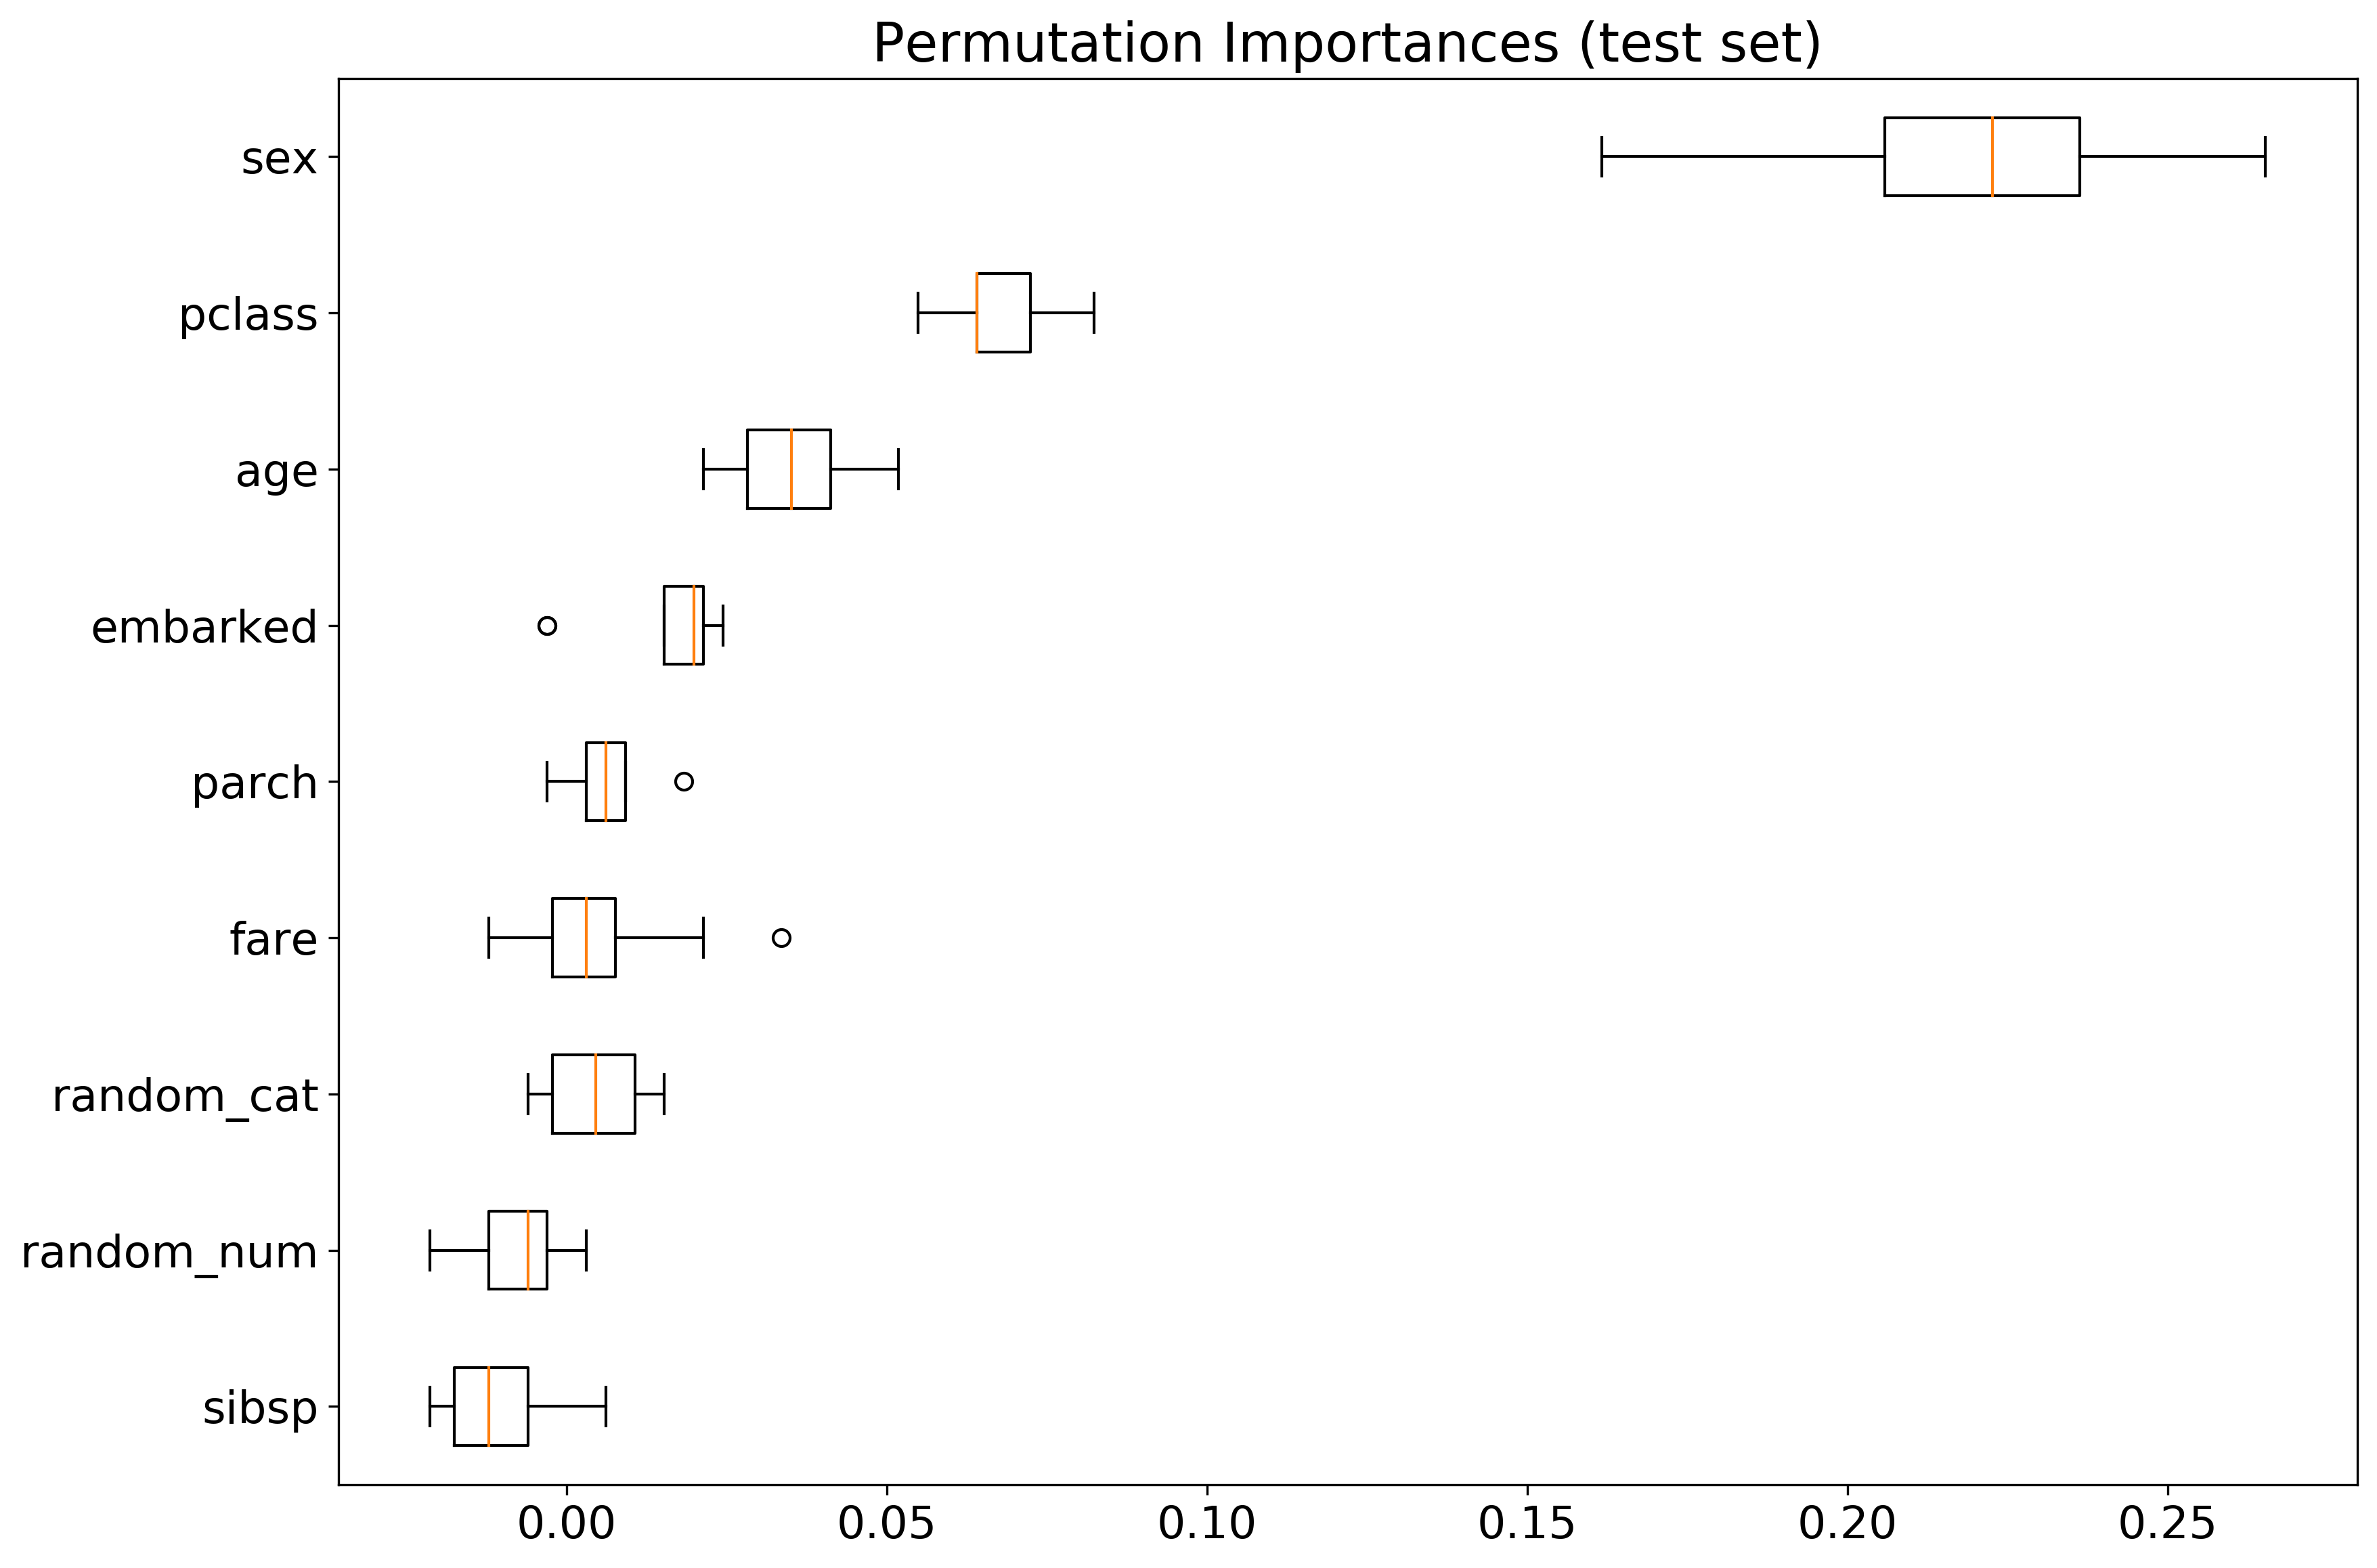 Permutation Importances (test set)
sex
pclass
age
embarked
parch
fare
random_cat
random_num
sibsp
0.00 0.05 0.10 0.15 0.20 0.25